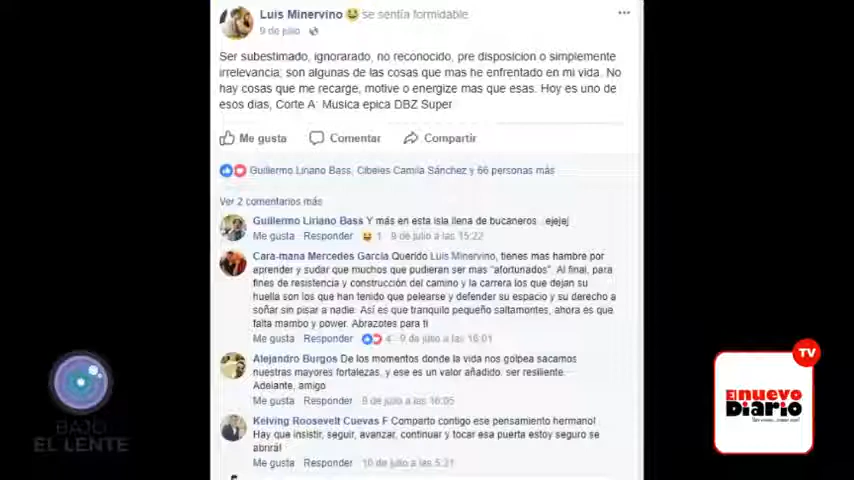 Luis Minervino se sentía formidable
9 de julio
Ser subestimado, ignorarado, no reconocido, pre disposicion o simplemente
irrelevancia, son algunas de las cosas que mas he enfrentado en mi vida. No
hay cosas que me recarge, motive o energize mas que esas. Hoy es uno de
esos dias, Corte A: Musica epica DBZ Super
Me gusta Comentar Compartir
Guillermo Liriano Bass, Cibeles Camila Sánchez y 66 personas más
Ver 2 comentarios más
Guillermo Liriano Bass Y más en esta isla llena de bucaneros...ejejej
Me gusta Responder 1 9 de julio a las 15:22
Cara-mana Mercedes García Querido Luis Minervino, tienes mas hambre por
aprender y sudar que muchos que pudieran ser mas "afortunados". Al final, para
fines de resistencia y construcción del camino y la carrera los que dejan su
huella son los que han tenido que pelearse y defender su espacio y su derecho a
soñar sin pisar a nadie. Así es que tranquilo pequeño saltamontes, ahora es que
falta mambo y power. Abrazotes para ti
Me gusta Responder 4 9 de julio a las 16:01
Alejandro Burgos De los momentos donde la vida nos golpea sacamos
nuestras mayores fortalezas, y ese es un valor añadido: ser resiliente.
Adelante, amigo
Me gusta Responder 9 de julio a las 16:05
Kelving Roosevelt Cuevas F Comparto contigo ese pensamiento hermano!
Hay que insistir, seguir, avanzar, continuar y tocar esa puerta estoy seguro se
abrirá!
Me gusta Responder 10 de julio a las 5:21
BAJO
EL LENTE
TV
El nuevo
Diario